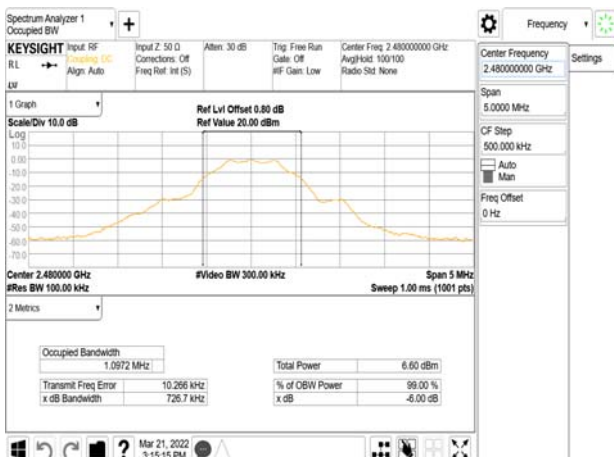 Spectrum Analyzer 1
Occupied BW
Frequency
KEYSIGHT
RL
LXI
Input: RF
Coupling: DC
Align: Auto
Input Z: 50 Ω
Corrections: Off
Freq Ref: Int (S)
Atten: 30 dB
Trig: Free Run
Gate: Off
#IF Gain: Low
Center Freq: 2.480000000 GHz
Avg|Hold: 100/100
Radio Std: None
Center Frequency
2.480000000 GHz
Settings
Span
5.0000 MHz
CF Step
500.000 kHz
Auto
Man
Freq Offset
0 Hz
1 Graph
Scale/Div 10.0 dB
Ref Lvl Offset 0.80 dB
Ref Value 20.00 dBm
Log
10.0
0.00
-10.0
-20.0
-30.0
-40.0
-50.0
-60.0
-70.0
Center 2.480000 GHz
#Res BW 100.00 kHz
#Video BW 300.00 kHz
Span 5 MHz
Sweep 1.00 ms (1001 pts)
2 Metrics
Occupied Bandwidth
1.0972 MHz
Total Power 6.60 dBm
Transmit Freq Error 10.266 kHz
% of OBW Power 99.00 %
x dB Bandwidth 726.7 kHz
x dB -6.00 dB
?
Mar 21, 2022
3:15:15 PM